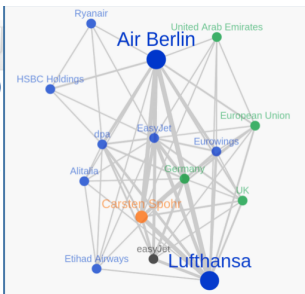 Ryanair
United Arab Emirates
Air Berlin
HSBC Holdings
European Union
dpa
EasyJet
Eurowings
Alitalia
Germany
UK
Carsten Spohr
easyJet
Etihad Airways
Lufthansa